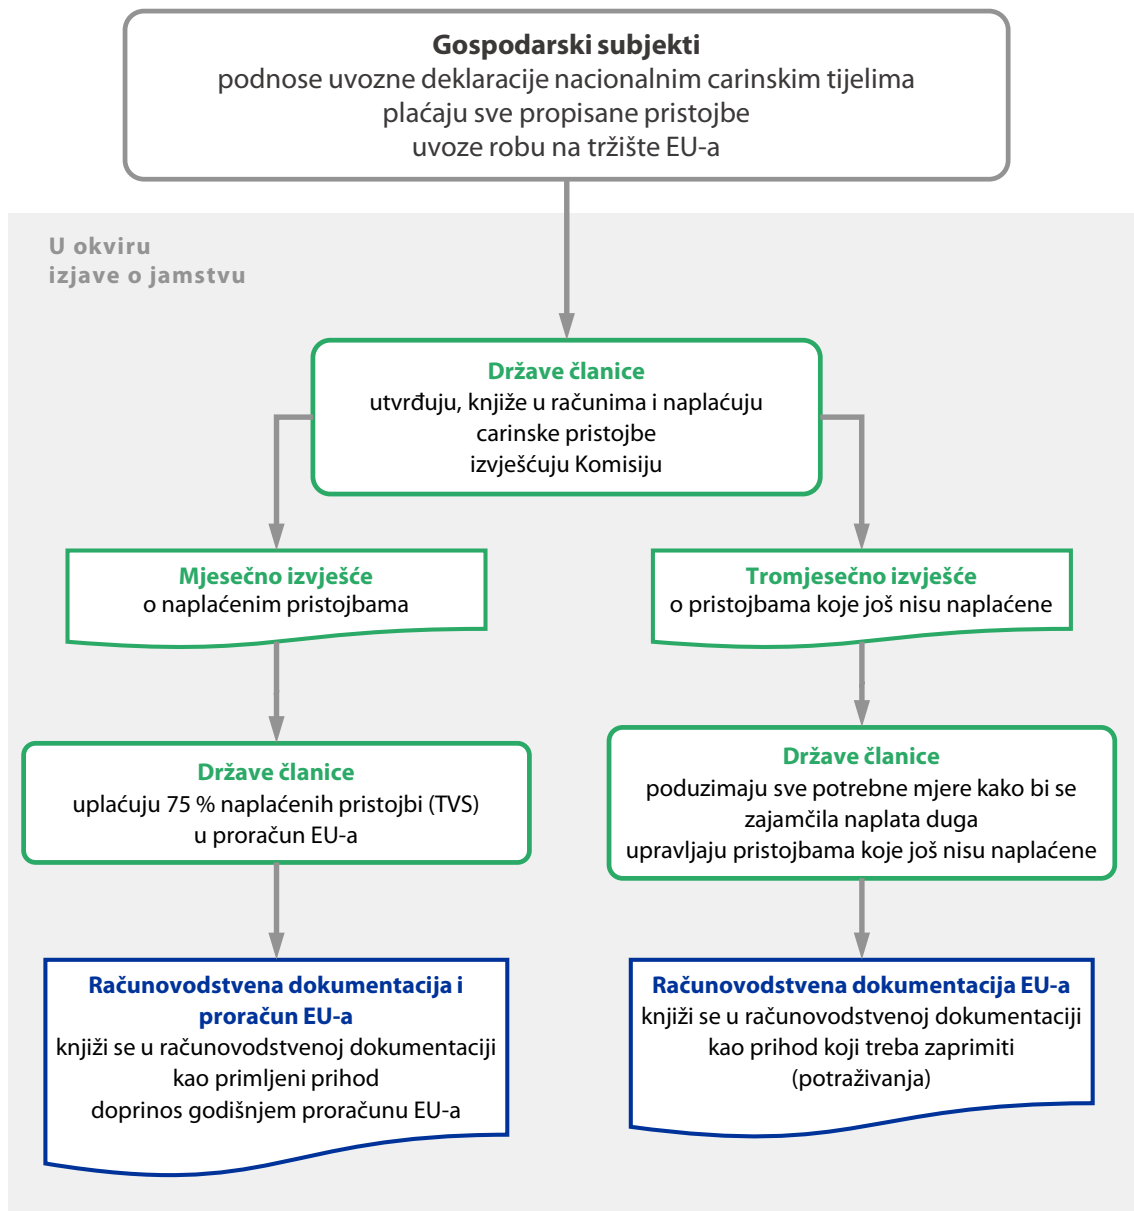 Gospodarski subjekti
podnose uvozne deklaracije nacionalnim carinskim tijelima
plaćaju sve propisane pristojbe
uvoze robu na tržište EU-a
U okviru
izjave o jamstvu
Države članice
utvrđuju, knjiže u računima i naplaćuju
carinske pristojbe
izvješćuju Komisiju
Mjesečno izvješće
o naplaćenim pristojbama
Tromjesečno izvješće
o pristojbama koje još nisu naplaćene
Države članice
uplaćuju 75 % naplaćenih pristojbi (TVS)
u proračun EU-a
Države članice
poduzimaju sve potrebne mjere kako bi se
zajamčila naplata duga
upravljaju pristojbama koje još nisu naplaćene
Računovodstvena dokumentacija i
proračun EU-a
knjiži se u računovodstvenoj dokumentaciji
kao primljeni prihod
doprinos godišnjem proračunu EU-a
Računovodstvena dokumentacija EU-a
knjiži se u računovodstvenoj dokumentaciji
kao prihod koji treba zaprimiti
(potraživanja)